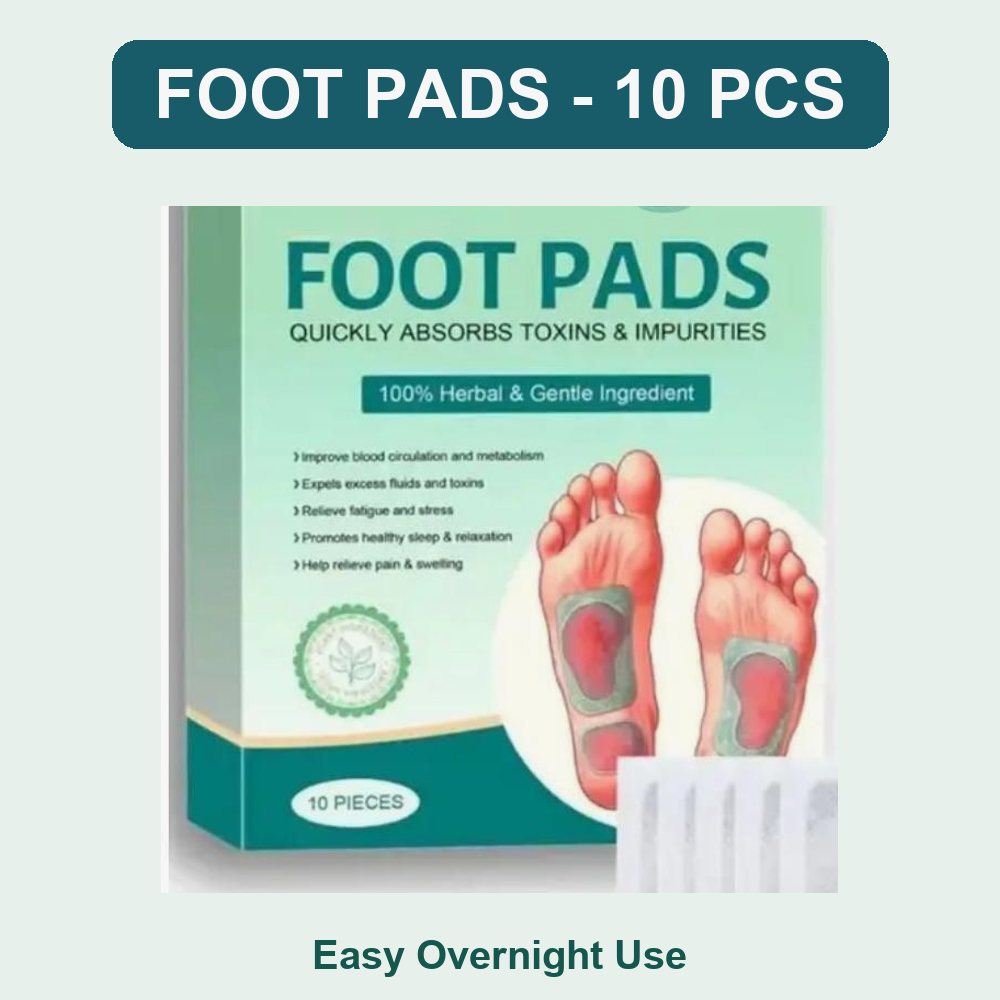 FOOT PADS - 10 PCS
FOOT PADS
QUICKLY ABSORBS TOXINS & IMPURITIES
100% Herbal & Gentle Ingredient
› Improve blood circulation and metabolism
› Expels excess fluids and toxins
› Relieve fatigue and stress
› Promotes healthy sleep & relaxation
› Help relieve pain & swelling
10 PIECES
Easy Overnight Use